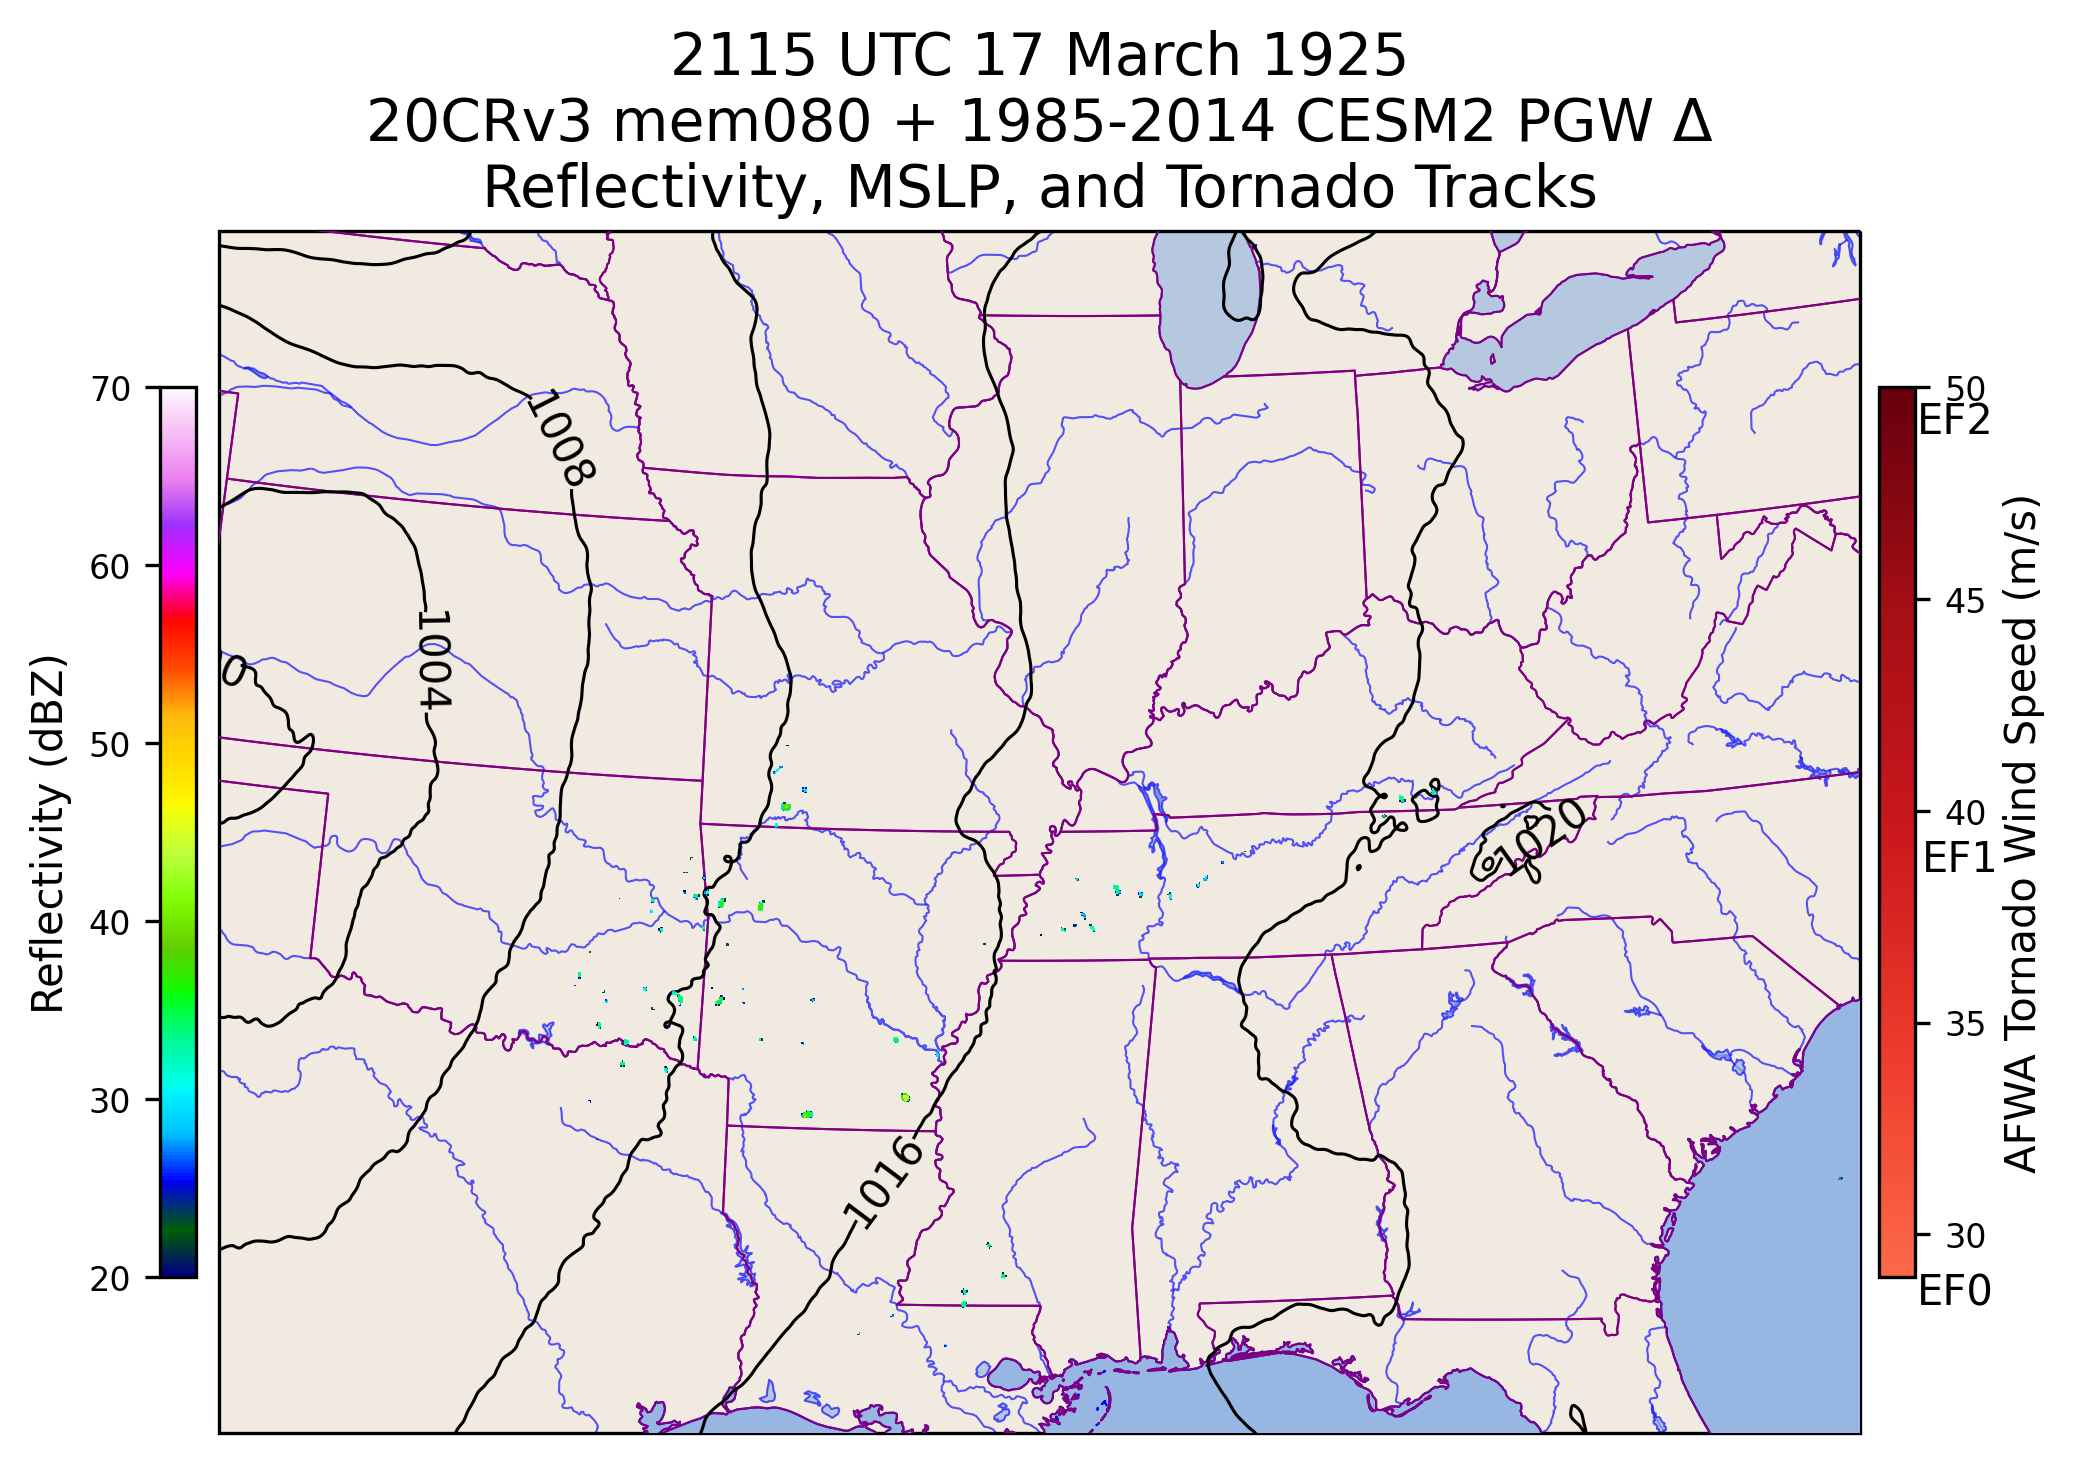 2115 UTC 17 March 1925
20CRv3 mem080 + 1985-2014 CESM2 PGW Δ
Reflectivity, MSLP, and Tornado Tracks
70
60
50
40
30
20
Reflectivity (dBZ)
1008
1004
0
1020
1016
50
EF2
45
40
EF1
35
30
EF0
AFWA Tornado Wind Speed (m/s)